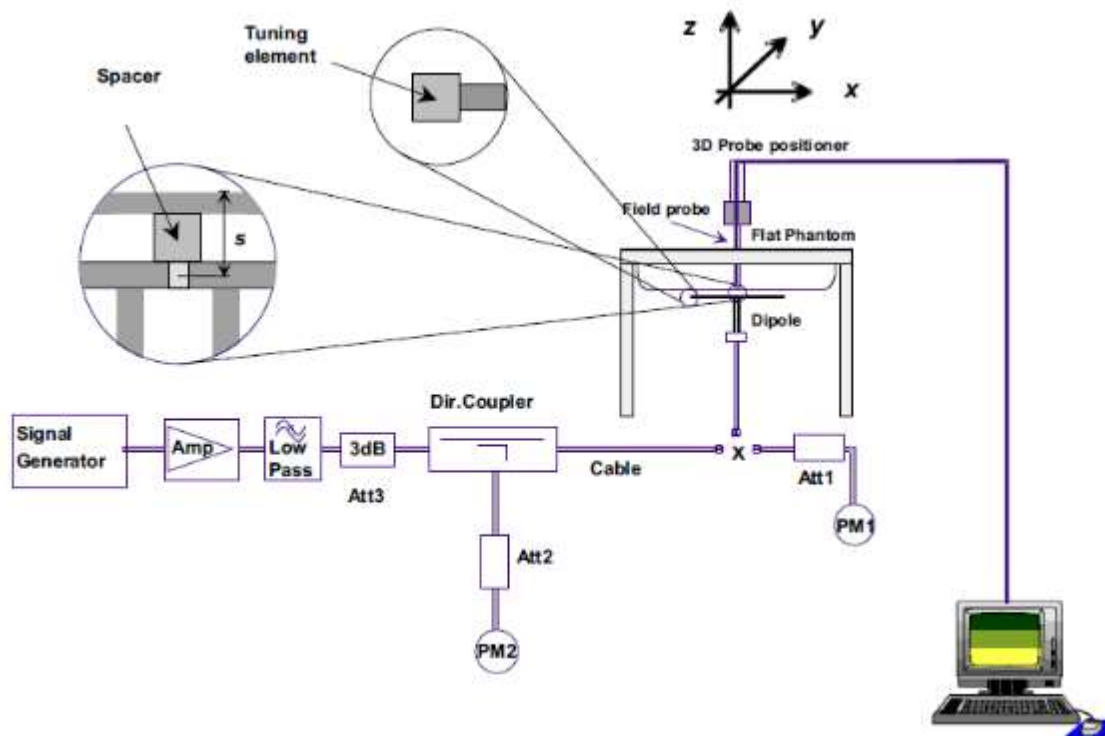 Tuning
element
Spacer
s
z
y
x
3D Probe positioner
Field probe
Flat Phantom
Dipole
Dir.Coupler
Signal
Generator
Amp
Low
Pass
3dB
Att3
Cable
X
Att1
PM1
Att2
PM2